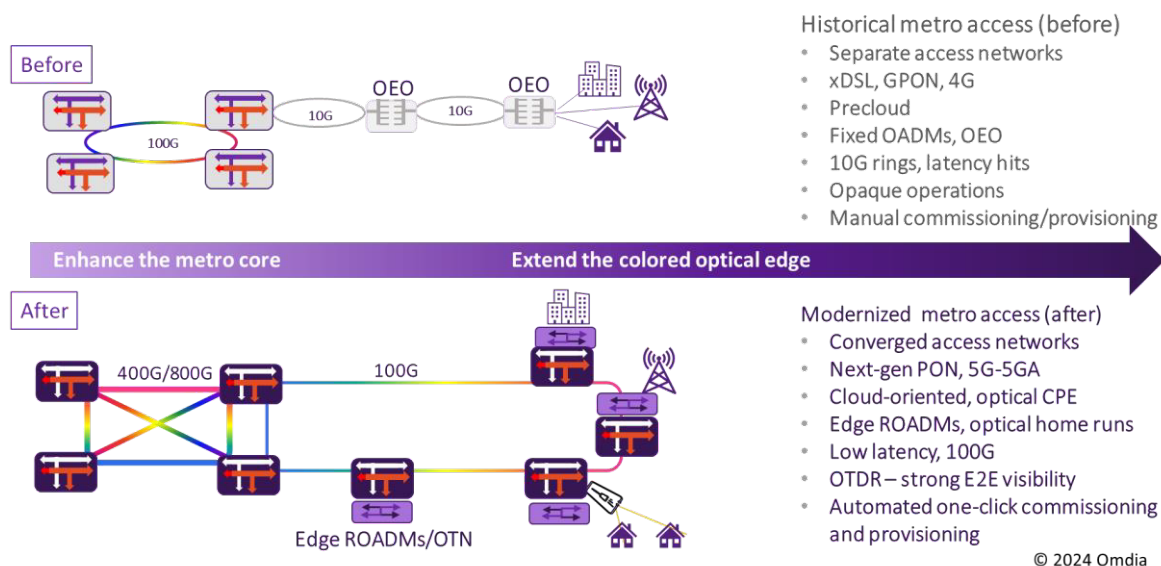 Before
OEO
OEO
10G
10G
100G
Historical metro access (before)
• Separate access networks
• xDSL, GPON, 4G
• Precloud
• Fixed OADMs, OEO
• 10G rings, latency hits
• Opaque operations
• Manual commissioning/provisioning
Enhance the metro core
Extend the colored optical edge
After
400G/800G
100G
Edge ROADMs/OTN
Modernized metro access (after)
• Converged access networks
• Next-gen PON, 5G-5GA
• Cloud-oriented, optical CPE
• Edge ROADMs, optical home runs
• Low latency, 100G
• OTDR – strong E2E visibility
• Automated one-click commissioning
and provisioning
© 2024 Omdia